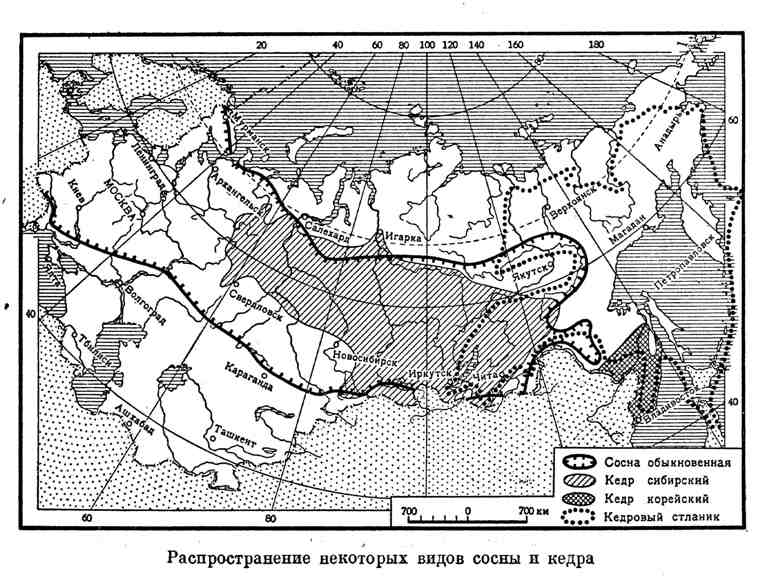 20 40 60 80 100 120 140 160 180
60
Мурманск
Анадырь
Ленинград
Архангельск
Киев
МОСКВА
Верхоянск
Салехард
Игарка
Магадан
Якутск
Петропавловск
Ялта
Свердловск
40
Волгоград
Тбилиси
Новосибирск
Иркутск
Чита
Караганда
40
Владивосток
Ашхабад
Ташкент
Сосна обыкновенная
Кедр сибирский
Кедр корейский
Кедровый стланик
700 0 700 км
60 80
Распространение некоторых видов сосны и кедра